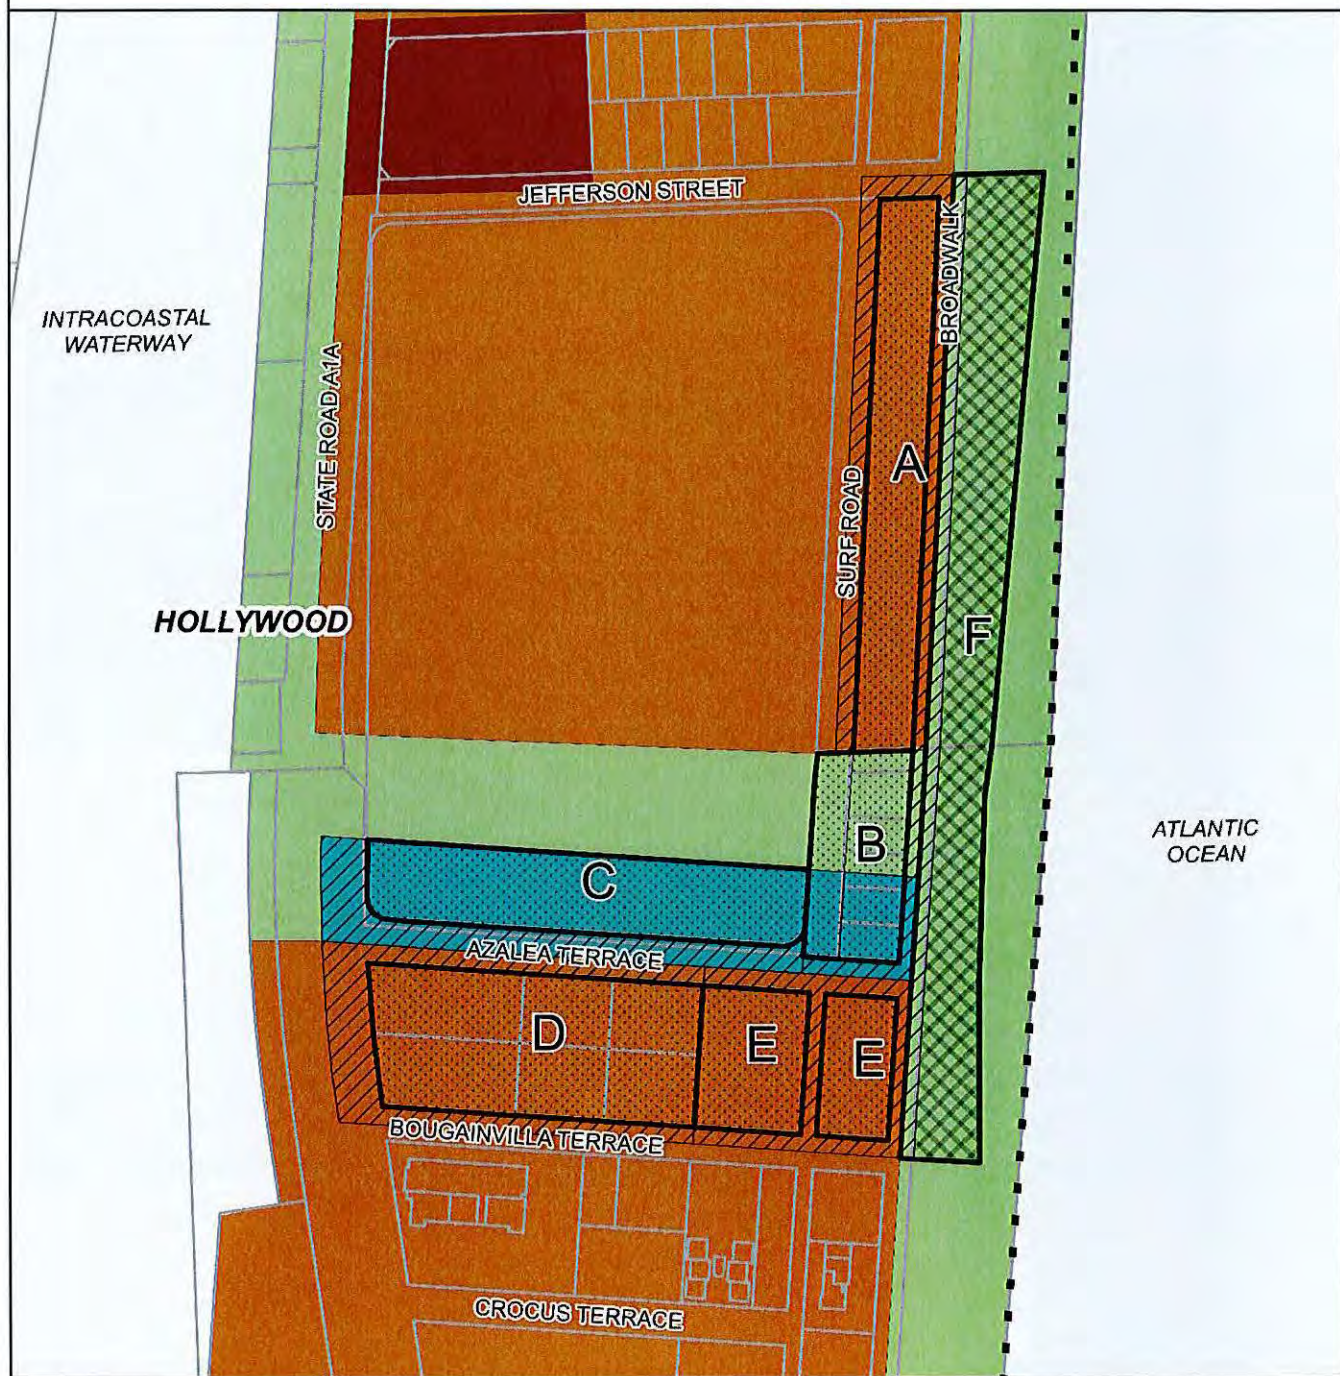 JEFFERSON STREET
BROADWALK
INTRACOASTAL
WATERWAY
STATE ROAD A1A
A
SURF ROAD
HOLLYWOOD
F
ATLANTIC
OCEAN
B
C
AZALEA TERRACE
D
E
E
BOUGAINVILLA TERRACE
CROCUS TERRACE